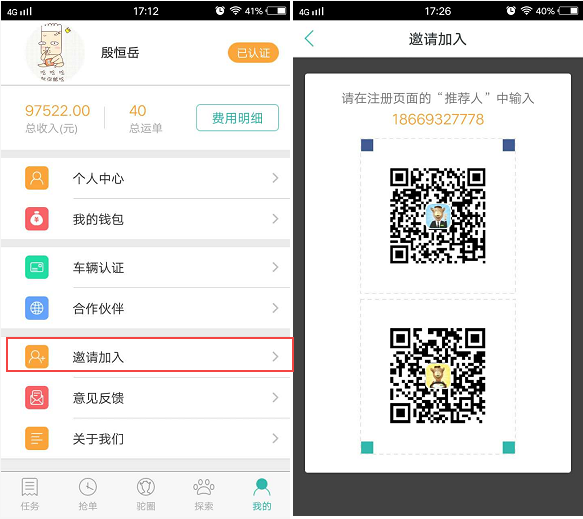 4G 17:12 41%
殷恒岳
已认证
97522.00
总收入(元)
40
总运单
费用明细
个人中心
我的钱包
车辆认证
合作伙伴
邀请加入
意见反馈
关于我们
任务 抢单 驼圈 探索 我的
4G 17:26 40%
邀请加入
请在注册页面的“推荐人”中输入
18669327778